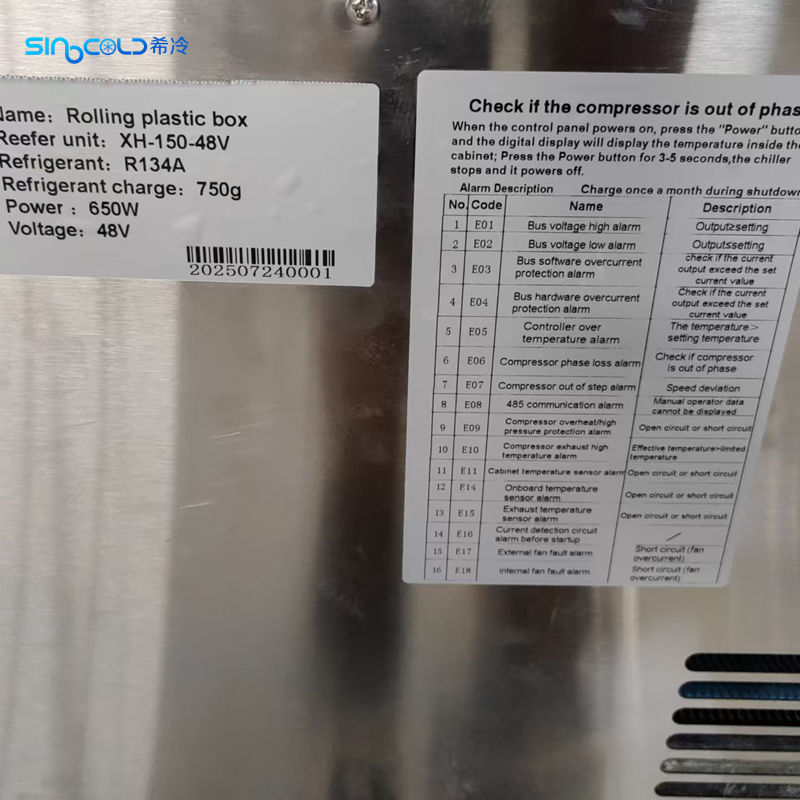 SINOCOLD希冷
Name: Rolling plastic box
Reefer unit: XH-150-48V
Refrigerant: R134A
Refrigerant charge: 750g
Power : 650W
Voltage: 48V
202507240001
Check if the compressor is out of phas
When the control panel powers on, press the "Power" butto
and the digital display will display the temperature inside the
cabinet; Press the Power button for 3-5 seconds,the chiller
stops and it powers off.
Alarm Description Charge once a month during shutdown
No. Code Name Description
1 E01 Bus voltage high alarm Output≥setting
2 E02 Bus voltage low alarm Output≤setting
3 E03 Bus software overcurrent protection alarm check if the current output exceed the set current value
4 E04 Bus hardware overcurrent protection alarm Check if the current output exceed the set current value
5 E05 Controller over temperature alarm The temperature＞ setting temperature
6 E06 Compressor phase loss alarm Check if compressor is out of phase
7 E07 Compressor out of step alarm Speed deviation
8 E08 485 communication alarm Manual operator data cannot be displayed
9 E09 Compressor overheat/high pressure protection alarm Open circuit or short circuit
10 E10 Compressor exhaust high temperature alarm Effective temperature>limited temperature
11 E11 Cabinet temperature sensor alarm Open circuit or short circuit
12 E14 Onboard temperature sensor alarm Open circuit or short circuit
13 E15 Exhaust temperature sensor alarm Open circuit or short circuit
14 E16 Current detection circuit alarm before startup /
15 E17 External fan fault alarm Short circuit (fan overcurrent)
16 E18 Internal fan fault alarm Short circuit (fan overcurrent)